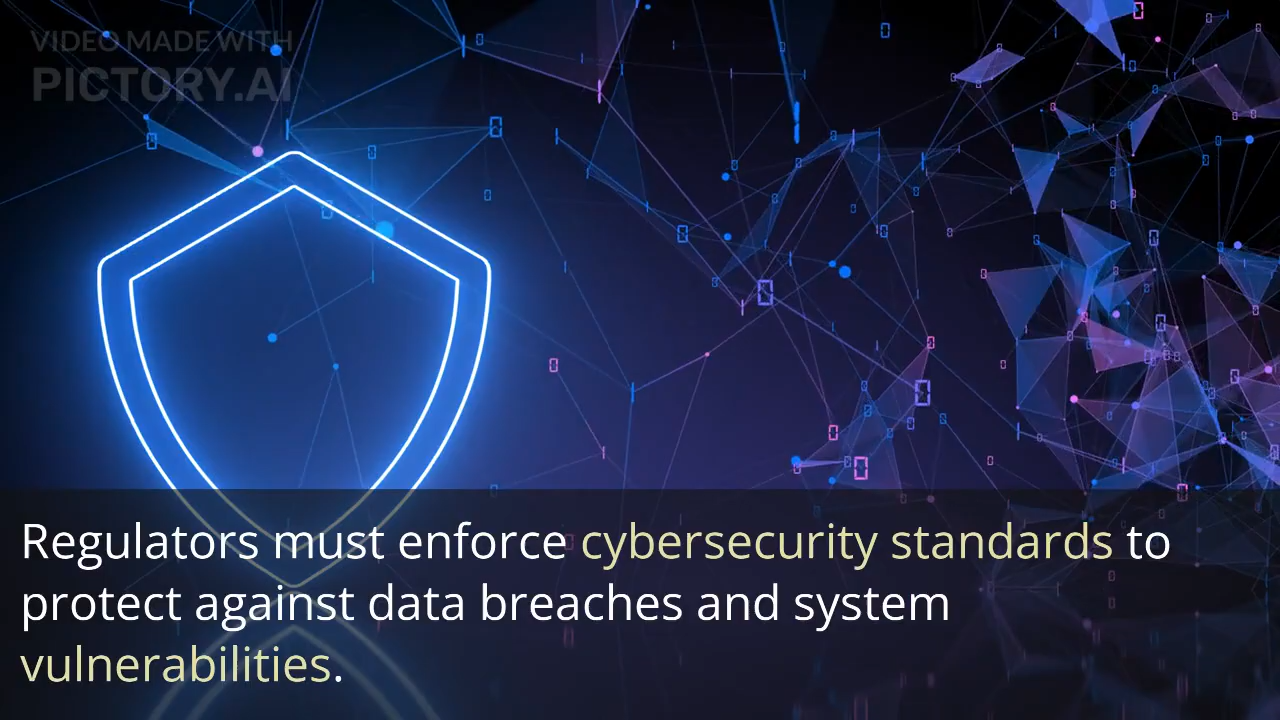 VIDEO MADE WITH
PICTORY.AI
Regulators must enforce cybersecurity standards to
protect against data breaches and system
vulnerabilities.